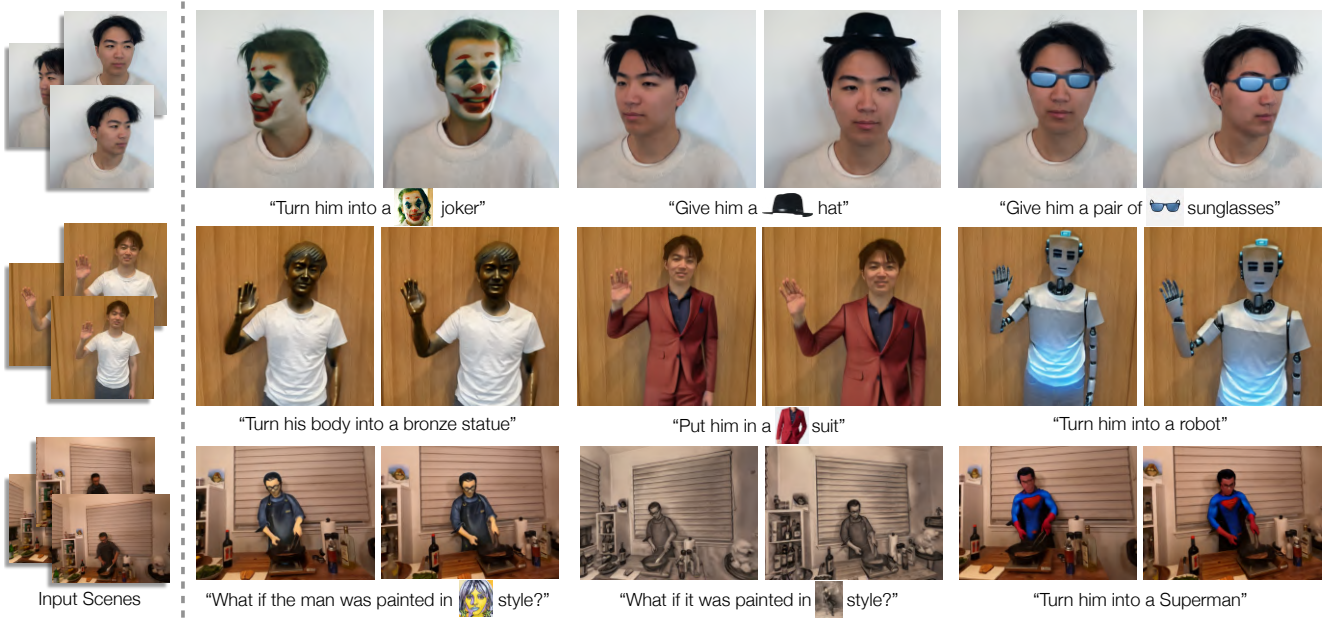 “Turn him into a joker”
“Give him a hat”
“Give him a pair of sunglasses”
“Turn his body into a bronze statue”
“Put him in a suit”
“Turn him into a robot”
Input Scenes
“What if the man was painted in style?”
“What if it was painted in style?”
“Turn him into a Superman”